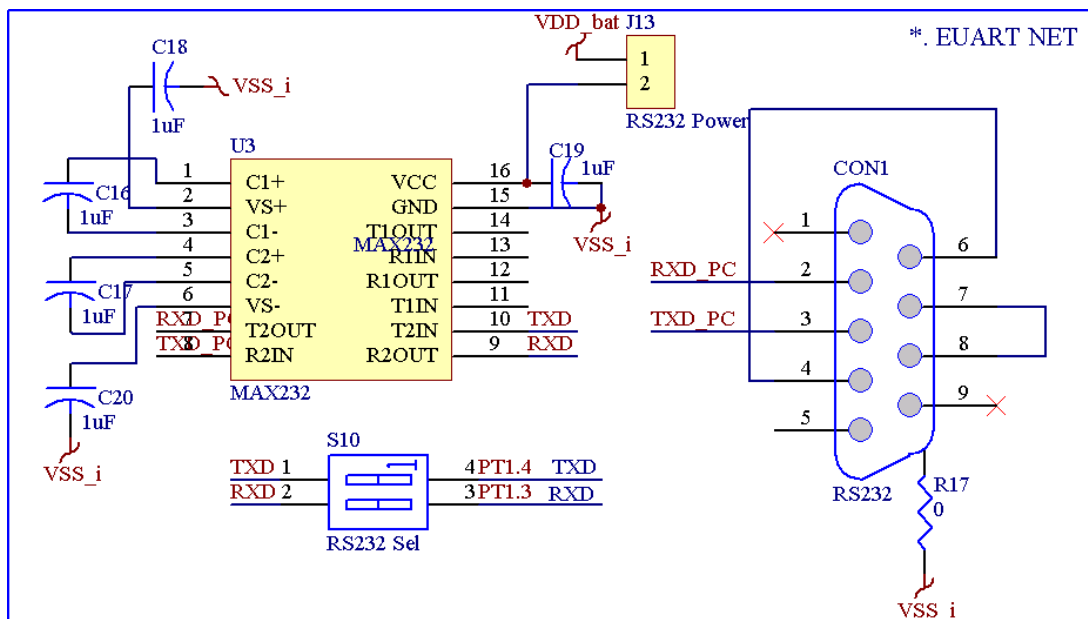 *. EUART NET
VDD_bat
J13
1
2
RS232 Power
C18
1uF
VSS_i
C16
1uF
C17
1uF
C20
1uF
VSS_i
U3
1
2
3
4
5
6
7
8
RXD_PC
TXD_PC
C1+
VS+
C1-
C2+
C2-
VS-
T2OUT
R2IN
VCC
GND
T1OUT
MAX232
R1IN
R1OUT
T1IN
T2IN
R2OUT
MAX232
16
15
14
13
12
11
10
9
TXD
RXD
C19
1uF
VSS_i
S10
TXD 1
RXD 2
1
4 PT1.4 TXD
3 PT1.3 RXD
RS232 Sel
CON1
1
RXD_PC 2
TXD_PC 3
4
5
6
7
8
9
RS232
R17
0
VSS_i